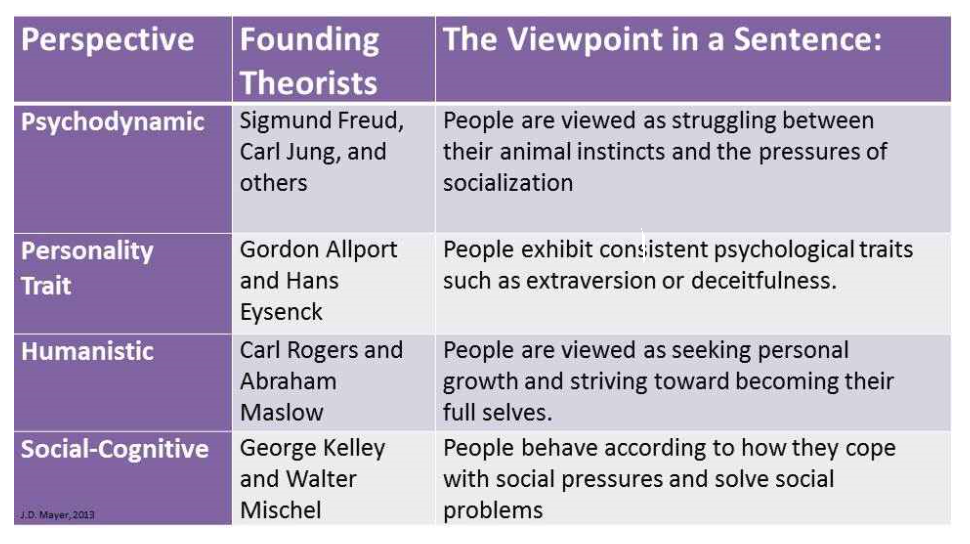 Perspective
Founding
Theorists
The Viewpoint in a Sentence:
Psychodynamic
Sigmund Freud,
Carl Jung, and
others
People are viewed as struggling between
their animal instincts and the pressures of
socialization
Personality
Trait
Gordon Allport
and Hans
Eysenck
People exhibit consistent psychological traits
such as extraversion or deceitfulness.
Humanistic
Carl Rogers and
Abraham
Maslow
People are viewed as seeking personal
growth and striving toward becoming their
full selves.
Social-Cognitive
George Kelley
and Walter
Mischel
People behave according to how they cope
with social pressures and solve social
problems
J.D. Mayer, 2013